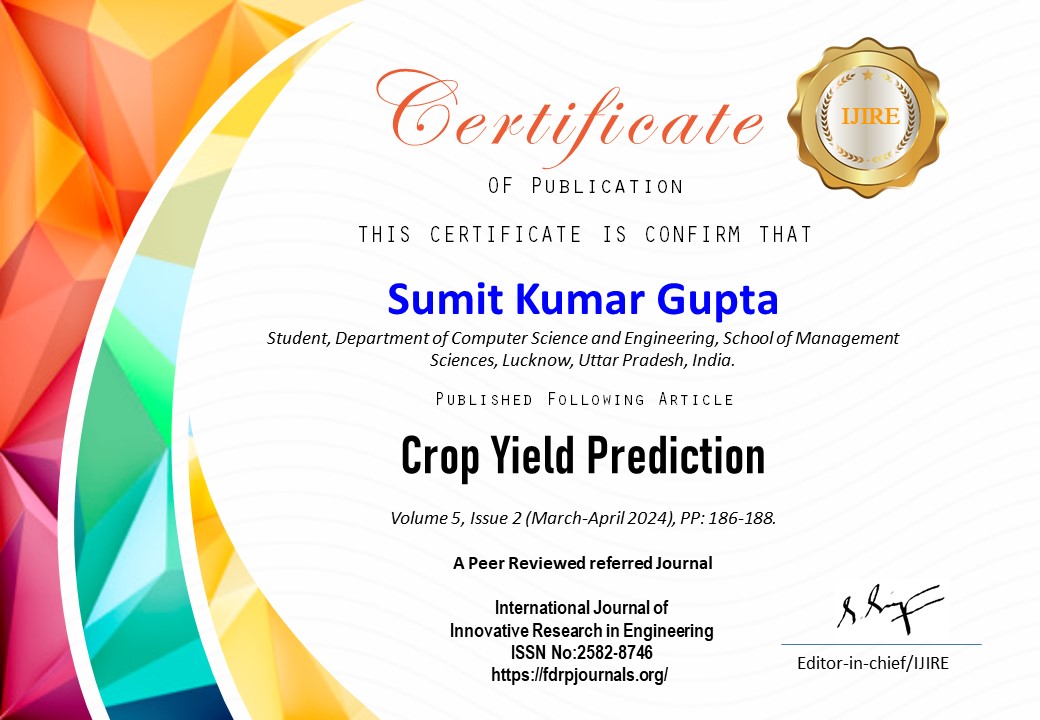 Certificate
IJIRE
OF PUBLICATION
THIS CERTIFICATE IS CONFIRM THAT
Sumit Kumar Gupta
Student, Department of Computer Science and Engineering, School of Management
Sciences, Lucknow, Uttar Pradesh, India.
PUBLISHED FOLLOWING ARTICLE
Crop Yield Prediction
Volume 5, Issue 2 (March-April 2024), PP: 186-188.
A Peer Reviewed referred Journal
International Journal of
Innovative Research in Engineering
ISSN No:2582-8746
https://fdrpjournals.org/
Editor-in-chief/IJIRE